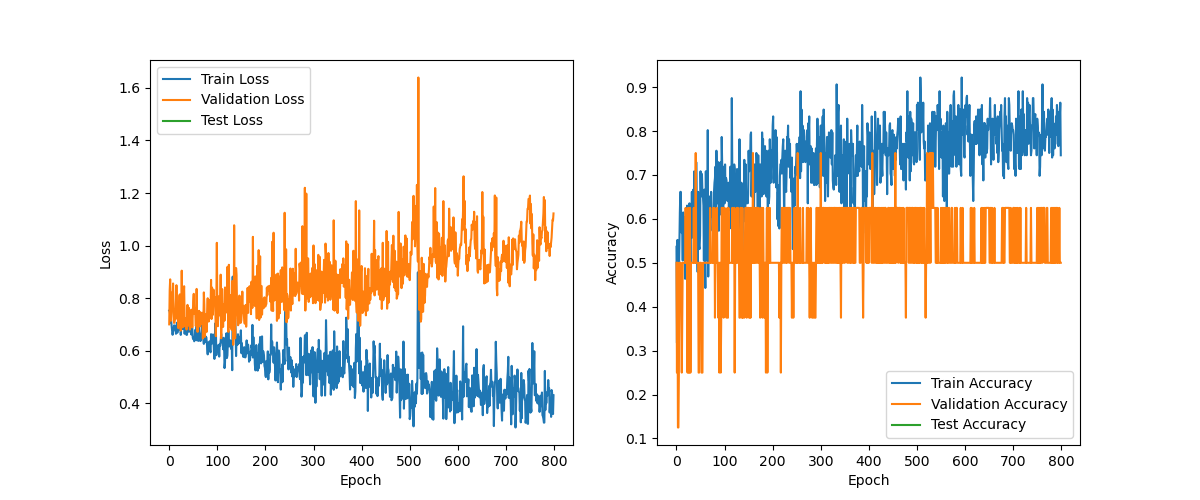 Train Loss
Validation Loss
Test Loss
1.6
1.4
1.2
1.0
0.8
0.6
0.4
Loss
0 100 200 300 400 500 600 700 800
Epoch
0.9
0.8
0.7
0.6
0.5
0.4
0.3
0.2
0.1
Accuracy
Train Accuracy
Validation Accuracy
Test Accuracy
0 100 200 300 400 500 600 700 800
Epoch